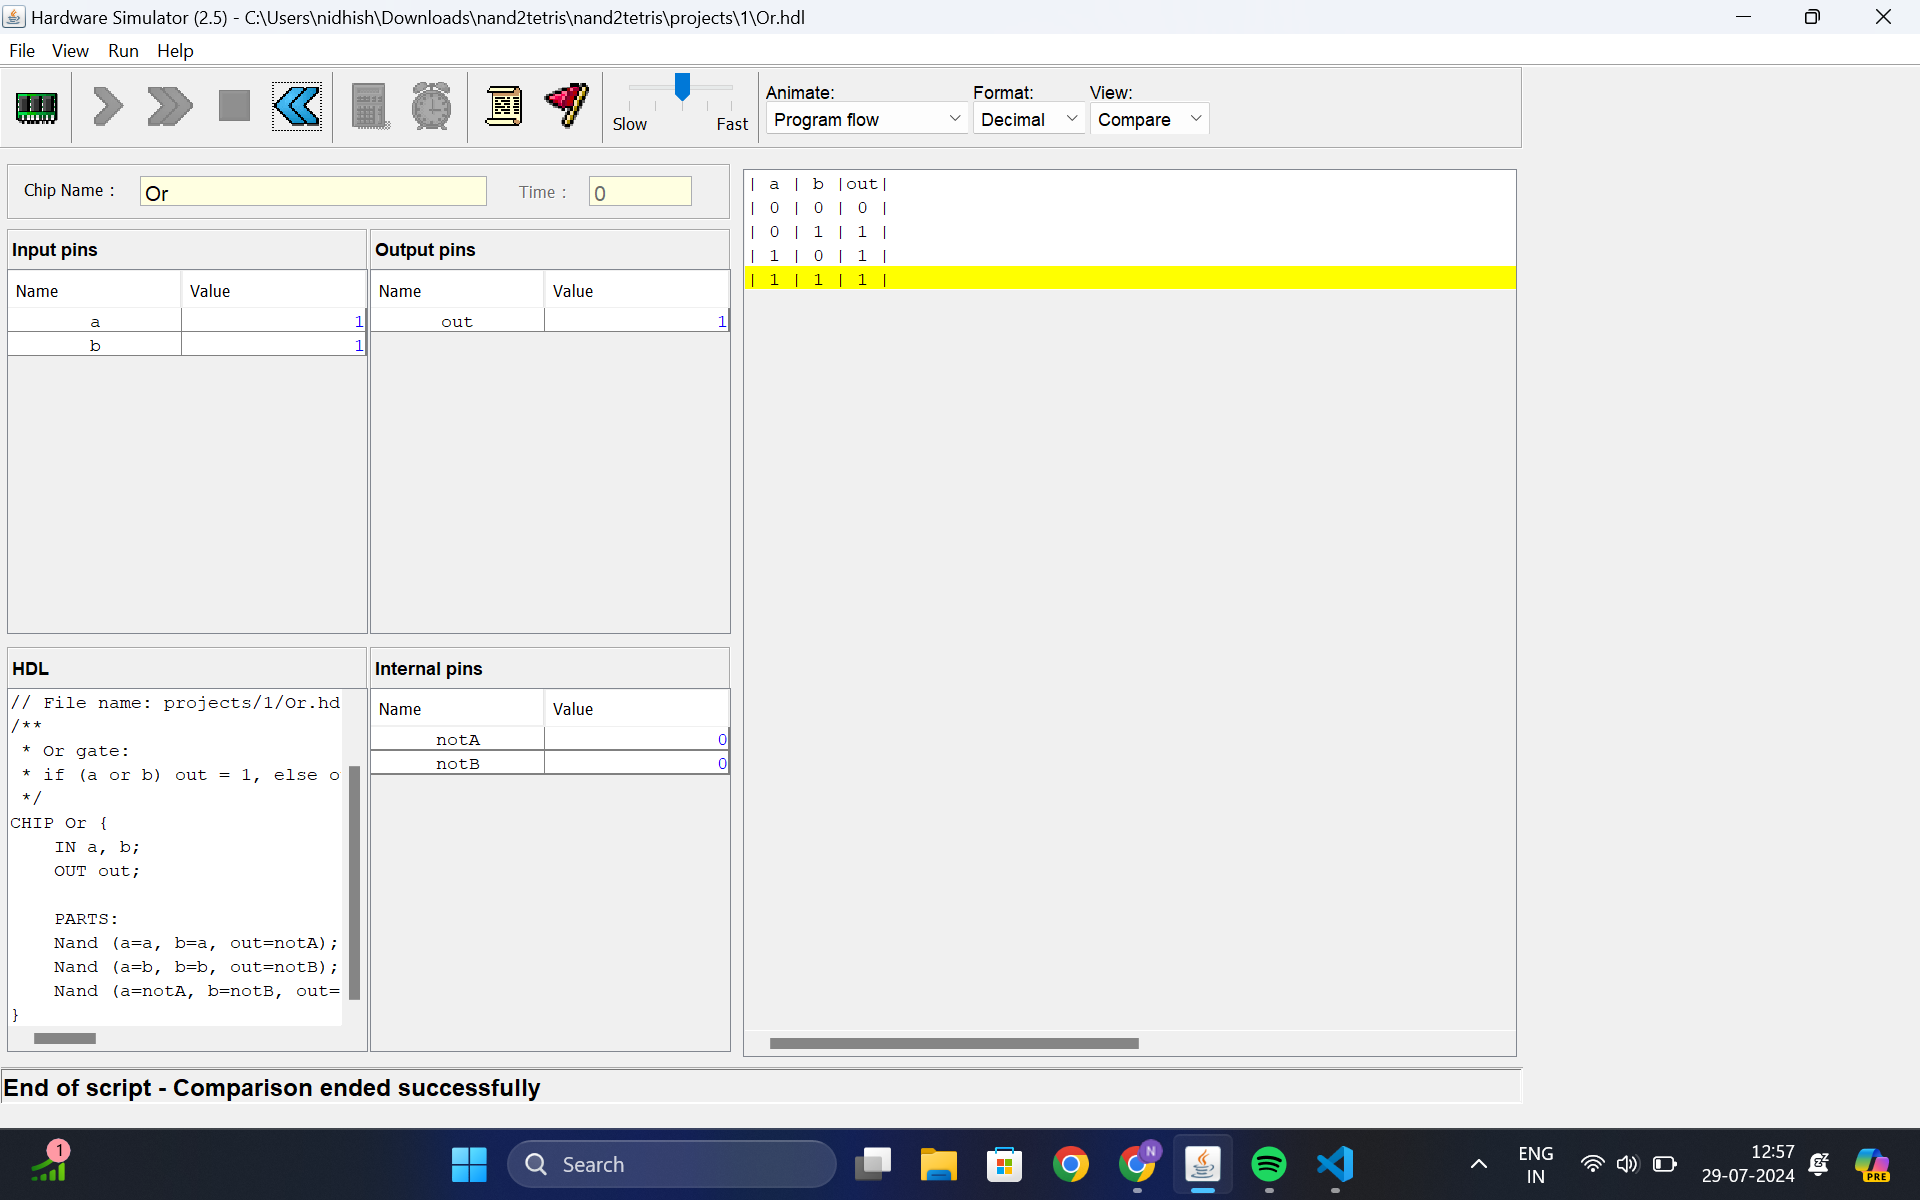 Hardware Simulator (2.5) - C:\Users\nidhish\Downloads\nand2tetris\nand2tetris\projects\1\Or.hdl
File View Run Help
Slow Fast
Animate: Format: View:
Program flow Decimal Compare
Chip Name : Or Time : 0
Input pins
Name Value
a 1
b 1
Output pins
Name Value
out 1
| a | b |out|
| 0 | 0 | 0 |
| 0 | 1 | 1 |
| 1 | 0 | 1 |
| 1 | 1 | 1 |
HDL
// File name: projects/1/Or.hd
/**
* Or gate:
* if (a or b) out = 1, else o
*/
CHIP Or {
IN a, b;
OUT out;
PARTS:
Nand (a=a, b=a, out=notA);
Nand (a=b, b=b, out=notB);
Nand (a=notA, b=notB, out=
}
Internal pins
Name Value
notA 0
notB 0
End of script - Comparison ended successfully
1
Search
N
ENG
IN
12:57
29-07-2024
PRE